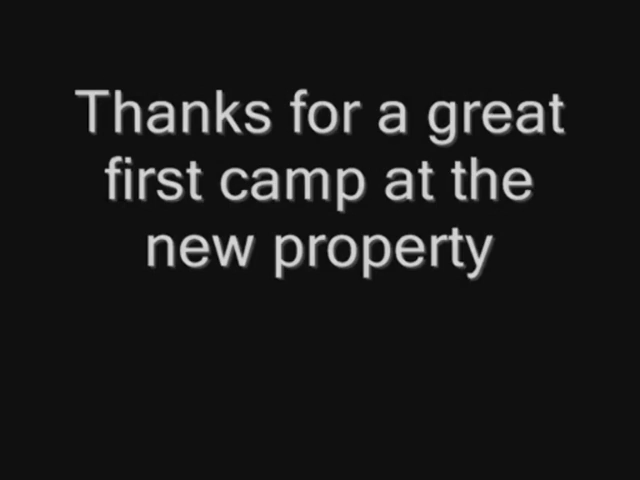 Thanks for a great
first camp at the
new property